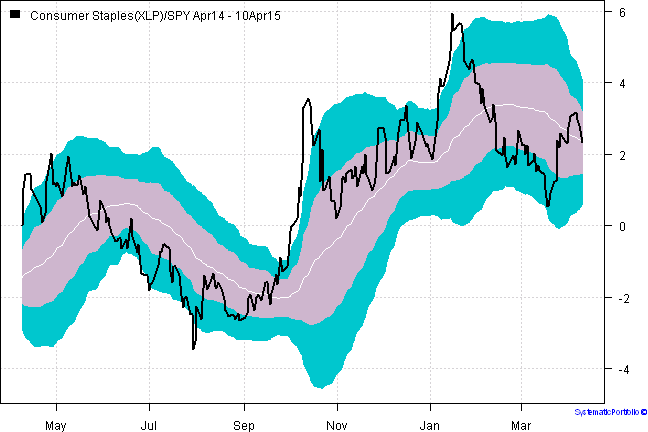 Consumer Staples(XLP)/SPY Apr14 - 10Apr15
6
4
2
0
-2
-4
May Jul Sep Nov Jan Mar
SystematicPortfolio ©